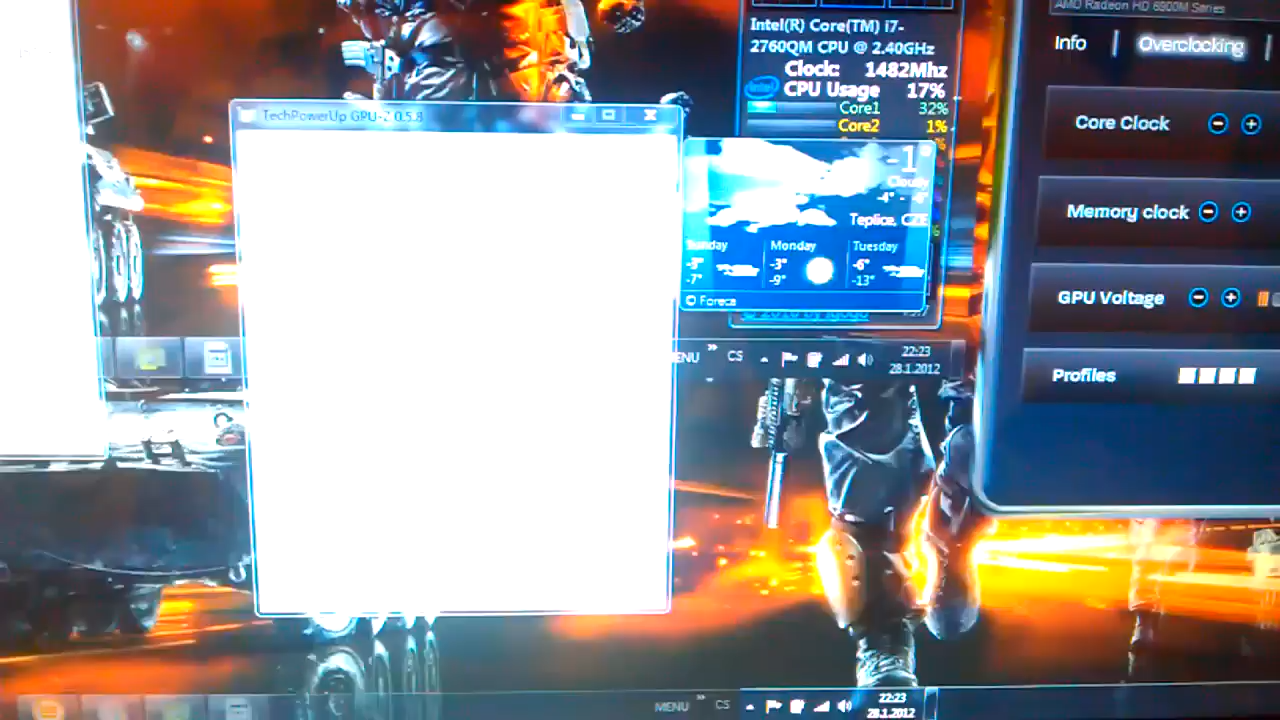 AMD Radeon HD 6900M Series
Intel(R) Core(TM) i7-
2760QM CPU @ 2.40GHz
Clock: 1482Mhz
CPU Usage 17%
Core1 32%
Core2 1%
Info | Overclocking |
Core Clock
Memory clock
GPU Voltage
Profiles
TechPowerUp GPU-Z 0.5.8
-1°
Cloudy
Teplice, CZE
Sunday Monday Tuesday
-3° -3° -6°
-7° -9° -13°
© Foreca
MENU CS 22:23
28.1.2012
MENU CS 22:23
28.1.2012